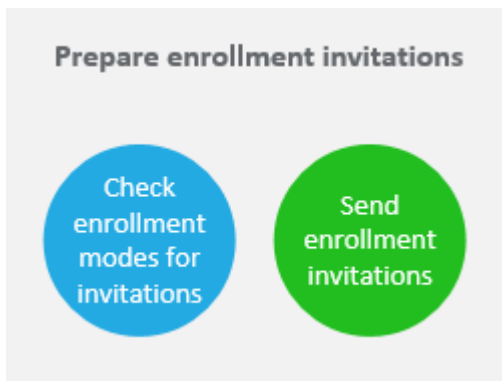 Prepare enrollment invitations
Check
enrollment
modes for
invitations
Send
enrollment
invitations